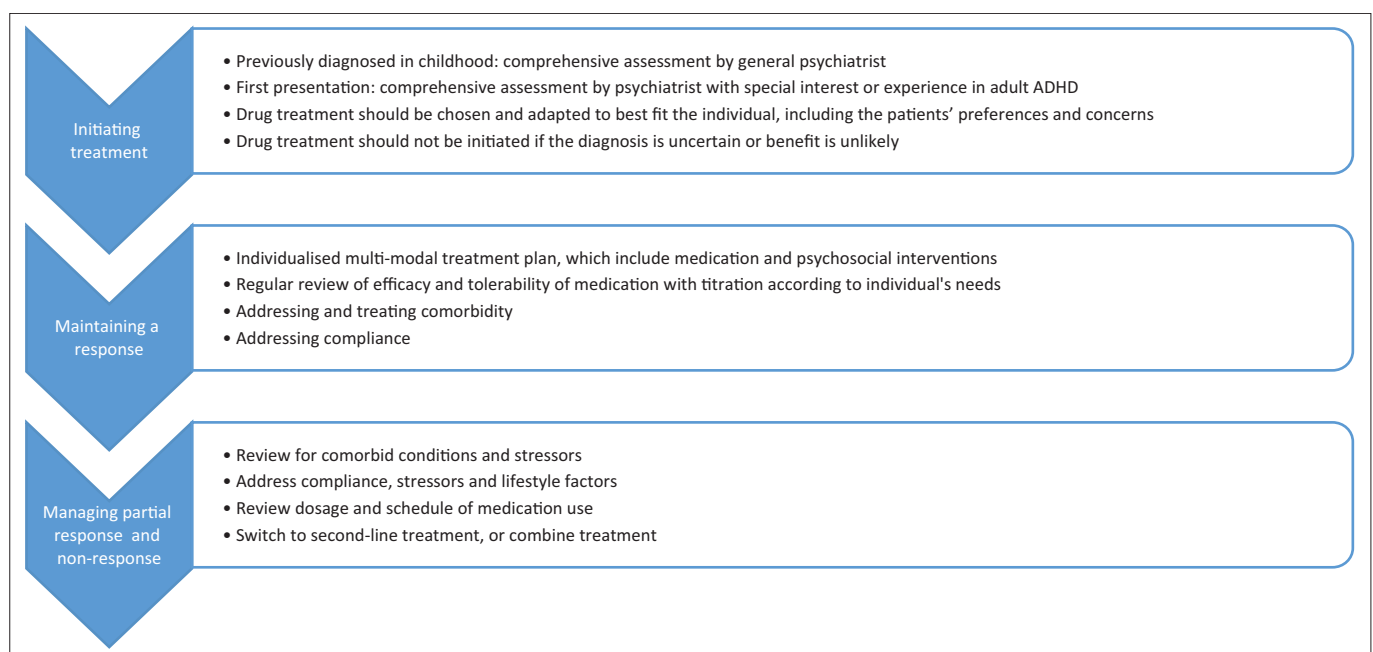 Initiating
treatment
• Previously diagnosed in childhood: comprehensive assessment by general psychiatrist
• First presentation: comprehensive assessment by psychiatrist with special interest or experience in adult ADHD
• Drug treatment should be chosen and adapted to best fit the individual, including the patients’ preferences and concerns
• Drug treatment should not be initiated if the diagnosis is uncertain or benefit is unlikely
Maintaining a
response
• Individualised multi-modal treatment plan, which include medication and psychosocial interventions
• Regular review of efficacy and tolerability of medication with titration according to individual's needs
• Addressing and treating comorbidity
• Addressing compliance
Managing partial
response and
non-response
• Review for comorbid conditions and stressors
• Address compliance, stressors and lifestyle factors
• Review dosage and schedule of medication use
• Switch to second-line treatment, or combine treatment